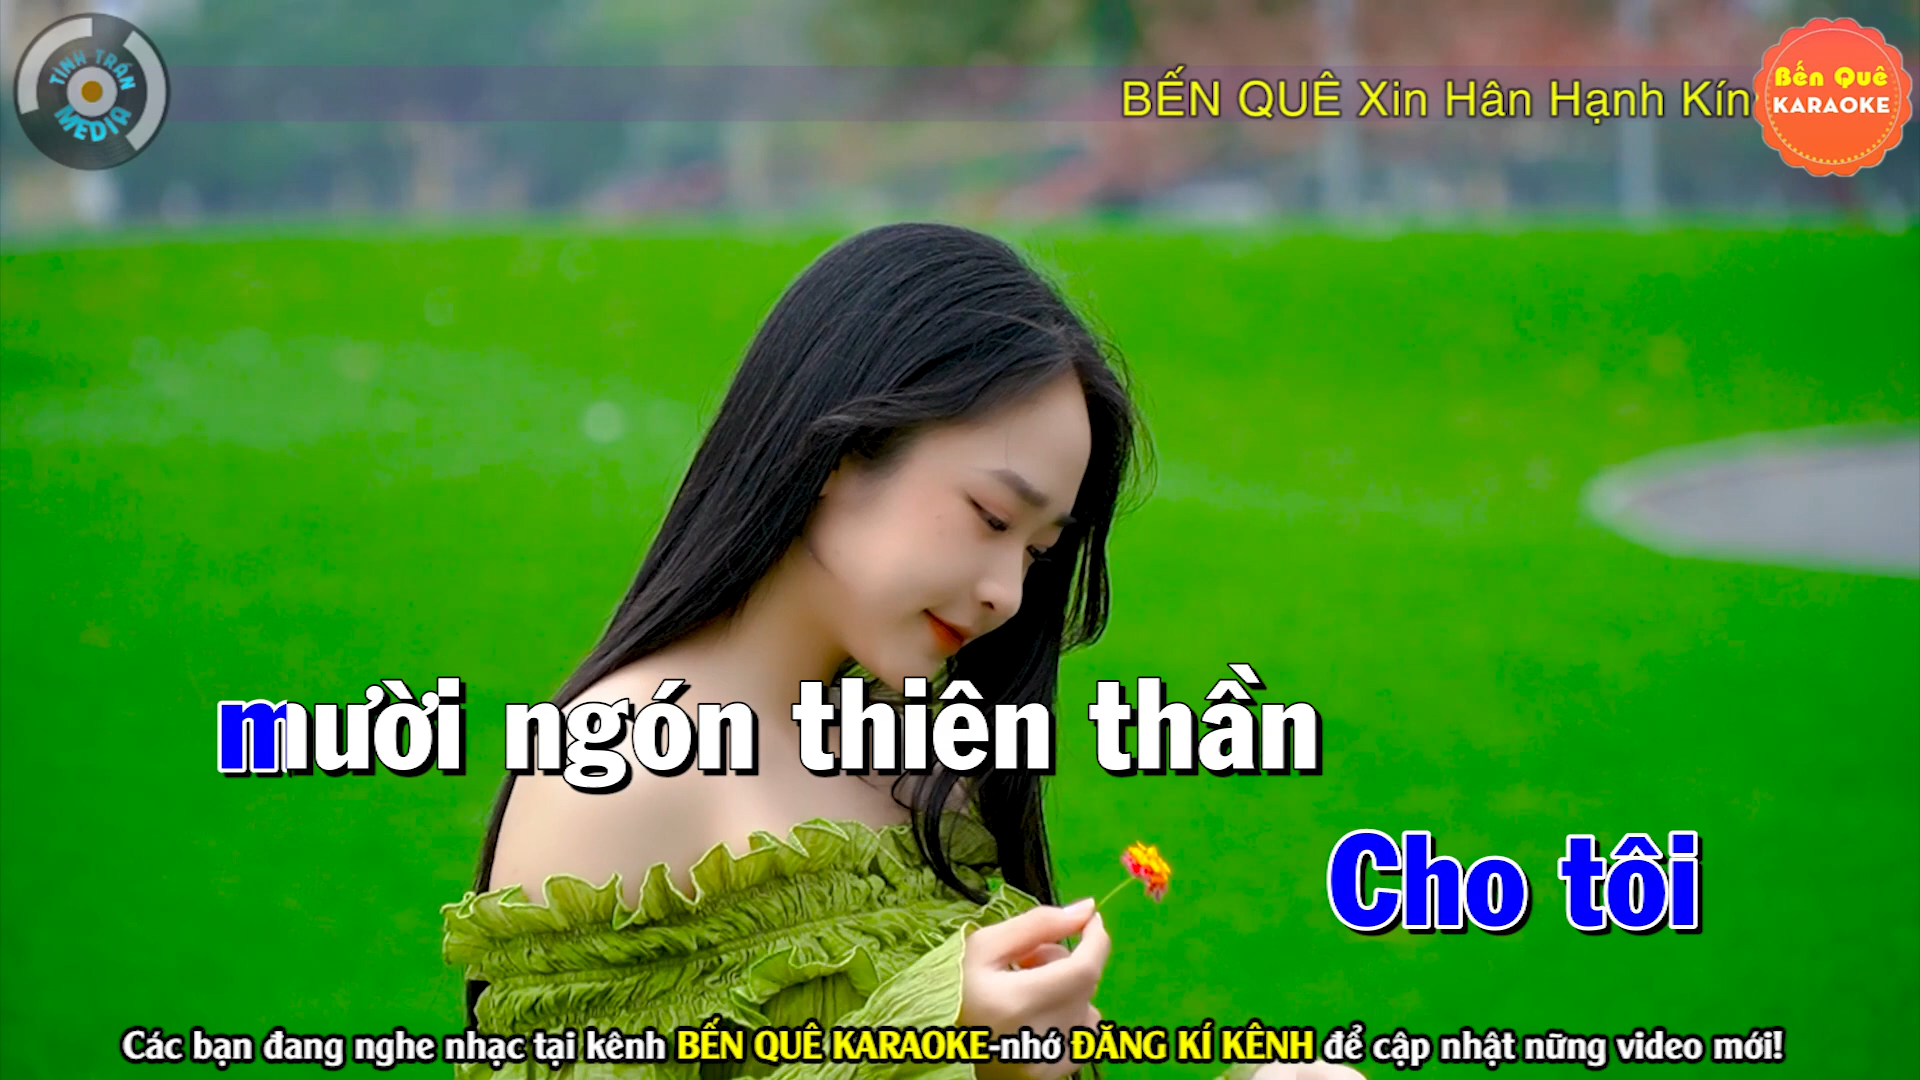 TÌNH TRẦN
MEDIA
BẾN QUÊ Xin Hân Hạnh Kín
Bến Quê
KARAOKE
mười ngón thiên thần
Cho tôi
Các bạn đang nghe nhạc tại kênh BẾN QUÊ KARAOKE-nhớ ĐĂNG KÍ KÊNH để cập nhật nững video mới!